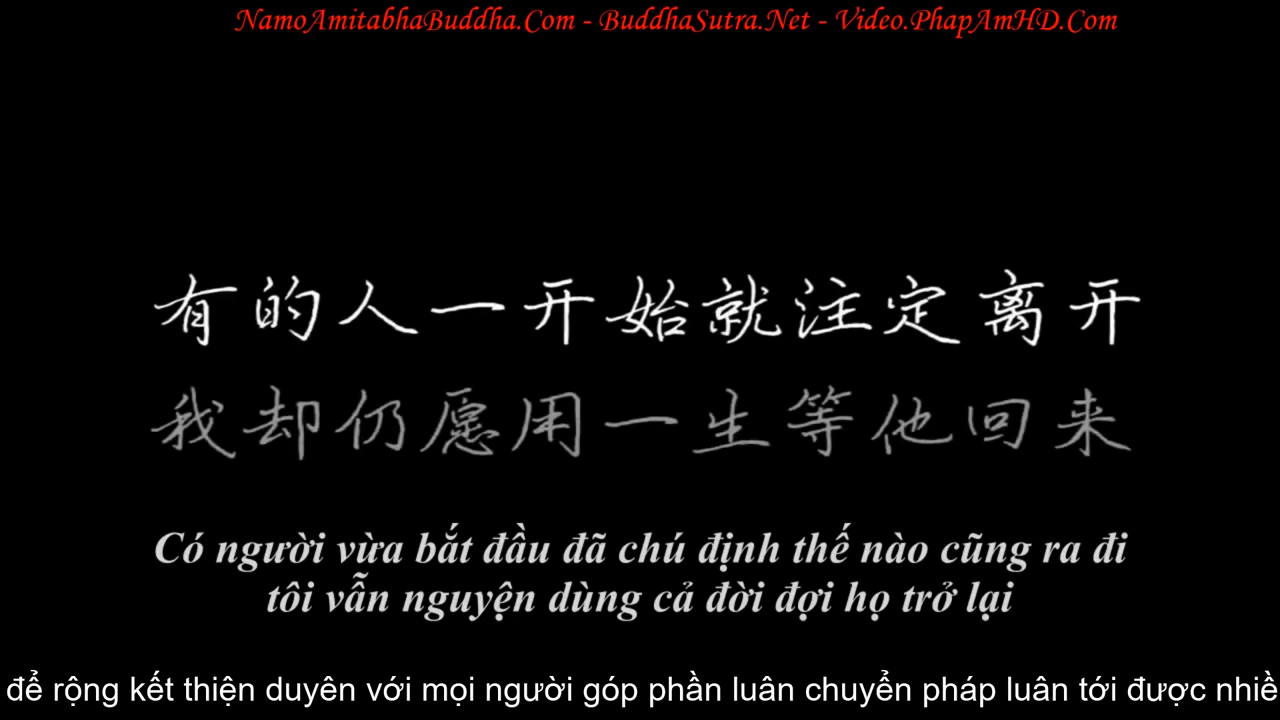 NamoAmitabhaBuddha.Com - BuddhaSutra.Net - Video.PhapAmHD.Com
有的人一开始就注定离开
我却仍愿用一生等他回来
Có người vừa bắt đầu đã chú định thế nào cũng ra đi
tôi vẫn nguyện dùng cả đời đợi họ trở lại
để rộng kết thiện duyên với mọi người góp phần luân chuyển pháp luân tới được nhiề